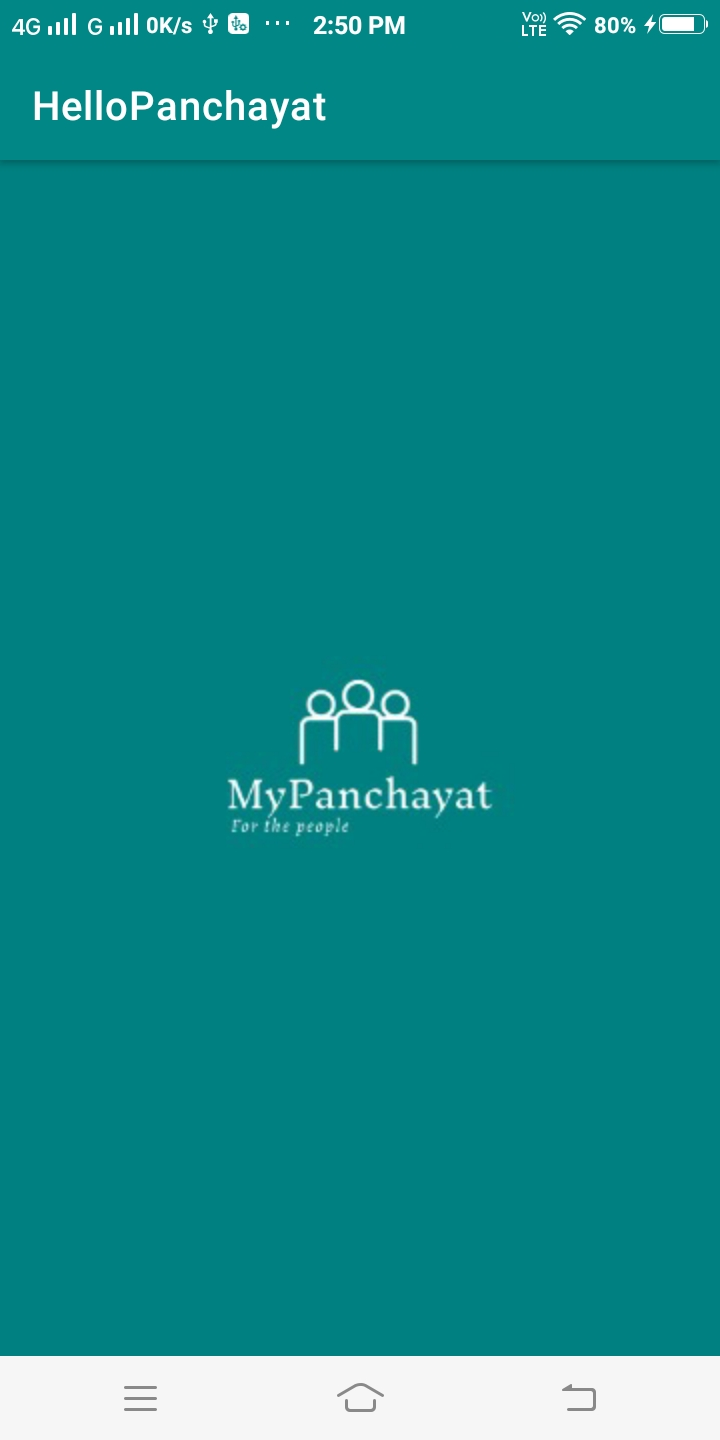 4G G 0K/s ... 2:50 PM Vo)) LTE 80%
HelloPanchayat
MyPanchayat
For the people